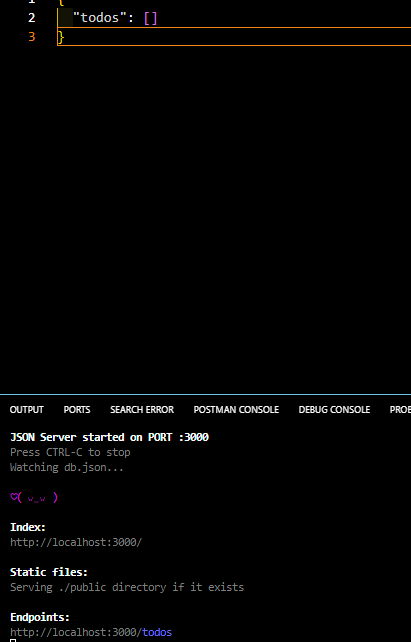 1 {
2 "todos": []
3 }
OUTPUT PORTS SEARCH ERROR POSTMAN CONSOLE DEBUG CONSOLE
JSON Server started on PORT :3000
Press CTRL-C to stop
Watching db.json...
♡( ⌣_⌣ )
Index:
http://localhost:3000/
Static files:
Serving ./public directory if it exists
Endpoints:
http://localhost:3000/todos